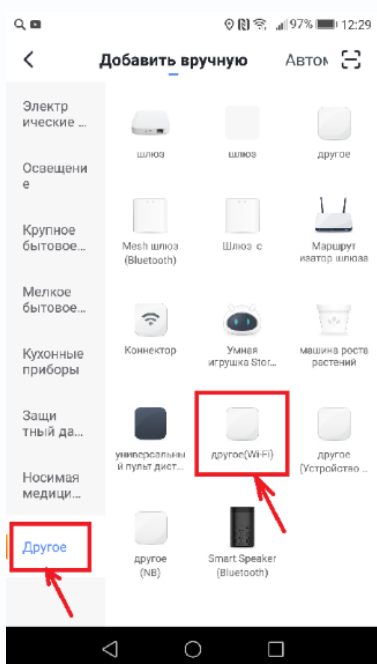 97% 12:29
Добавить вручную Автом
Электр
ические ...
Освещени
е
Крупное
бытовое...
Мелкое
бытовое...
Кухонные
приборы
Защи
тный да...
Носимая
медици...
Другое
шлюз
шлюз
другое
Mesh шлюз
(Bluetooth)
Шлюз с
Маршрут
изатор шлюза
Коннектор
Умная
игрушка Stor...
машина роста
растений
универсальны
й пульт дист...
другое(Wi-Fi)
другое
(Устройство ...
другое
(NB)
Smart Speaker
(Bluetooth)